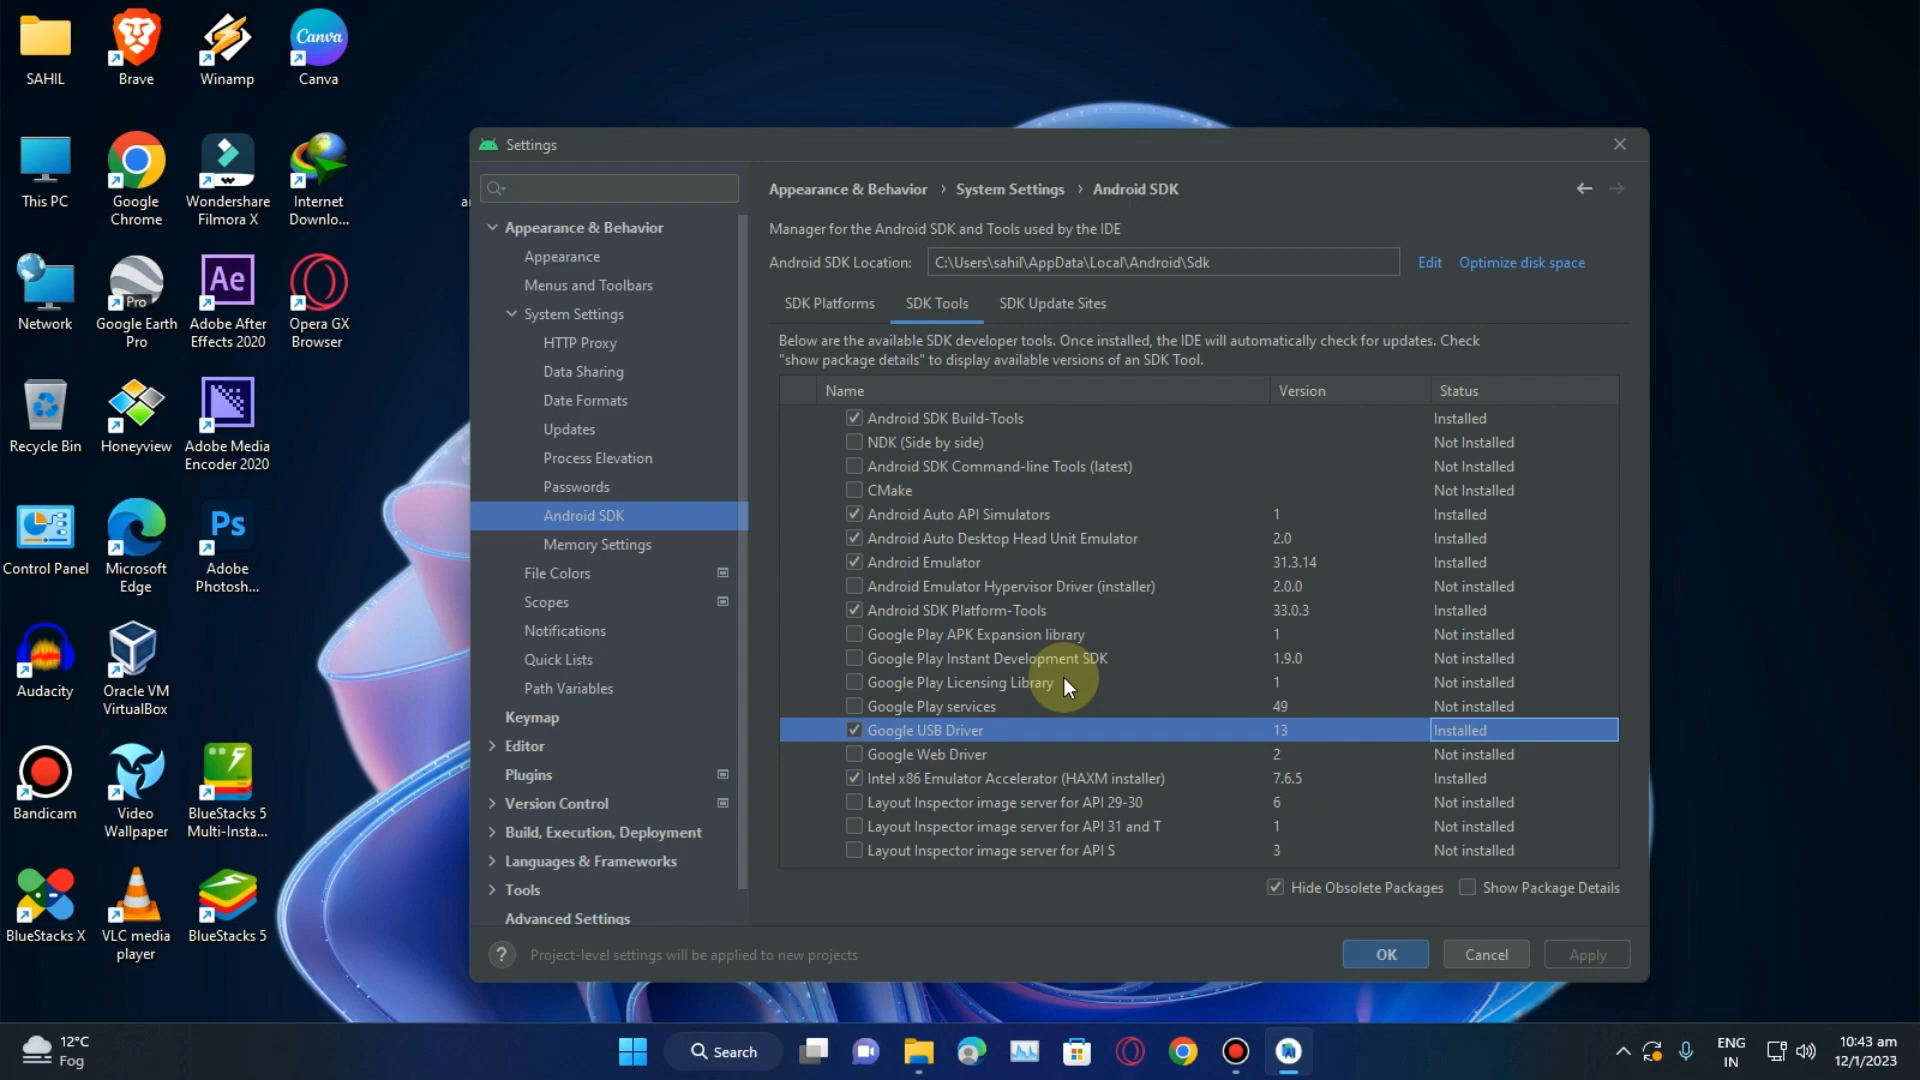 SAHIL
Brave
Winamp
Canva
Canva
This PC
Google
Chrome
Wondershare
Filmora X
Internet
Downlo...
Network
Pro
Google Earth
Pro
Ae
Adobe After
Effects 2020
Opera GX
Browser
Recycle Bin
Honeyview
Adobe Media
Encoder 2020
Control Panel
Microsoft
Edge
Ps
Adobe
Photosh...
Audacity
Oracle VM
VirtualBox
Bandicam
Video
Wallpaper
BlueStacks 5
Multi-Insta...
BlueStacks X
VLC media
player
BlueStacks 5
Settings
Appearance & Behavior
Appearance
Menus and Toolbars
System Settings
HTTP Proxy
Data Sharing
Date Formats
Updates
Process Elevation
Passwords
Android SDK
Memory Settings
File Colors
Scopes
Notifications
Quick Lists
Path Variables
Keymap
Editor
Plugins
Version Control
Build, Execution, Deployment
Languages & Frameworks
Tools
Advanced Settings
Appearance & Behavior › System Settings › Android SDK
Manager for the Android SDK and Tools used by the IDE
Android SDK Location: C:\Users\sahil\AppData\Local\Android\Sdk Edit Optimize disk space
SDK Platforms SDK Tools SDK Update Sites
Below are the available SDK developer tools. Once installed, the IDE will automatically check for updates. Check
"show package details" to display available versions of an SDK Tool.
Name Version Status
Android SDK Build-Tools Installed
NDK (Side by side) Not Installed
Android SDK Command-line Tools (latest) Not Installed
CMake Not Installed
Android Auto API Simulators 1 Installed
Android Auto Desktop Head Unit Emulator 2.0 Installed
Android Emulator 31.3.14 Installed
Android Emulator Hypervisor Driver (installer) 2.0.0 Not installed
Android SDK Platform-Tools 33.0.3 Installed
Google Play APK Expansion library 1 Not installed
Google Play Instant Development SDK 1.9.0 Not installed
Google Play Licensing Library 1 Not installed
Google Play services 49 Not installed
Google USB Driver 13 Installed
Google Web Driver 2 Not installed
Intel x86 Emulator Accelerator (HAXM installer) 7.6.5 Installed
Layout Inspector image server for API 29-30 6 Not installed
Layout Inspector image server for API 31 and T 1 Not installed
Layout Inspector image server for API S 3 Not installed
Hide Obsolete Packages Show Package Details
? Project-level settings will be applied to new projects
OK Cancel Apply
12°C
Fog
Search
ENG
IN
10:43 am
12/1/2023